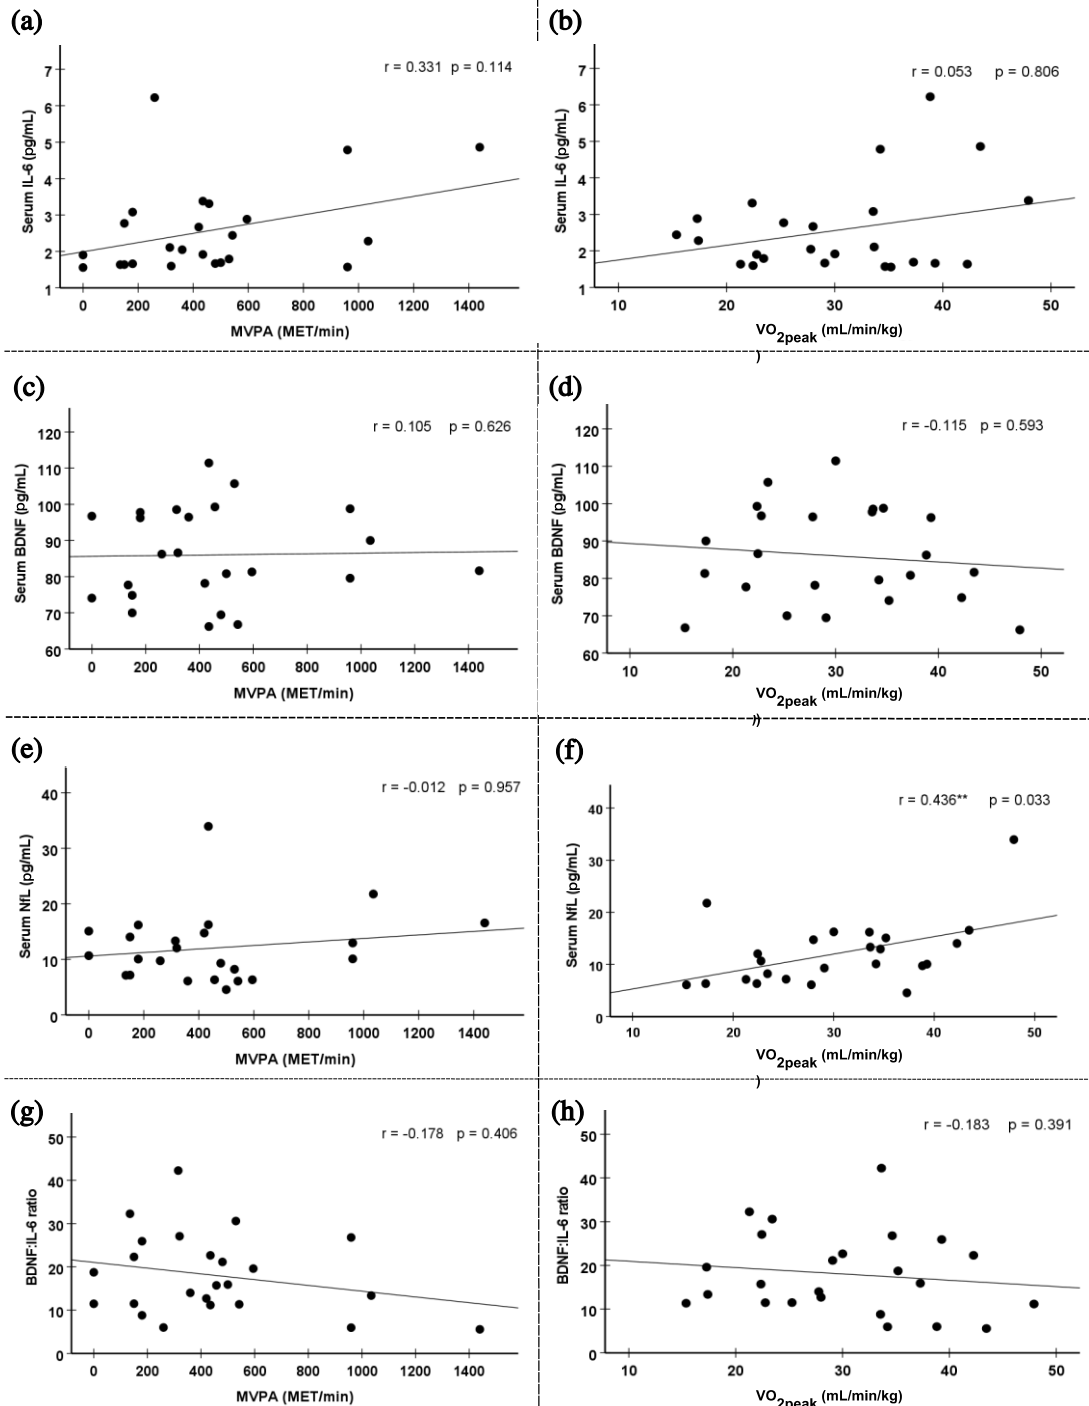 (a)
r = 0.331 p = 0.114
Serum IL-6 (pg/mL)
7
6
5
4
3
2
1
0 200 400 600 800 1000 1200 1400
MVPA (MET/min)
(b)
r = 0.053 p = 0.806
Serum IL-6 (pg/mL)
7
6
5
4
3
2
1
10 20 30 40 50
VO2peak (mL/min/kg)
)
(c)
r = 0.105 p = 0.626
Serum BDNF (pg/mL)
120
110
100
90
80
70
60
0 200 400 600 800 1000 1200 1400
MVPA (MET/min)
(d)
r = -0.115 p = 0.593
Serum BDNF (pg/mL)
120
110
100
90
80
70
60
10 20 30 40 50
VO2peak (mL/min/kg)
))
(e)
r = -0.012 p = 0.957
Serum NfL (pg/mL)
40
30
20
10
0
0 200 400 600 800 1000 1200 1400
MVPA (MET/min)
(f)
r = 0.436** p = 0.033
Serum NfL (pg/mL)
40
30
20
10
0
10 20 30 40 50
VO2peak (mL/min/kg)
)
(g)
r = -0.178 p = 0.406
BDNF:IL-6 ratio
50
40
30
20
10
0
0 200 400 600 800 1000 1200 1400
MVPA (MET/min)
(h)
r = -0.183 p = 0.391
BDNF:IL-6 ratio
50
40
30
20
10
0
10 20 30 40 50
VO2peak (mL/min/kg)